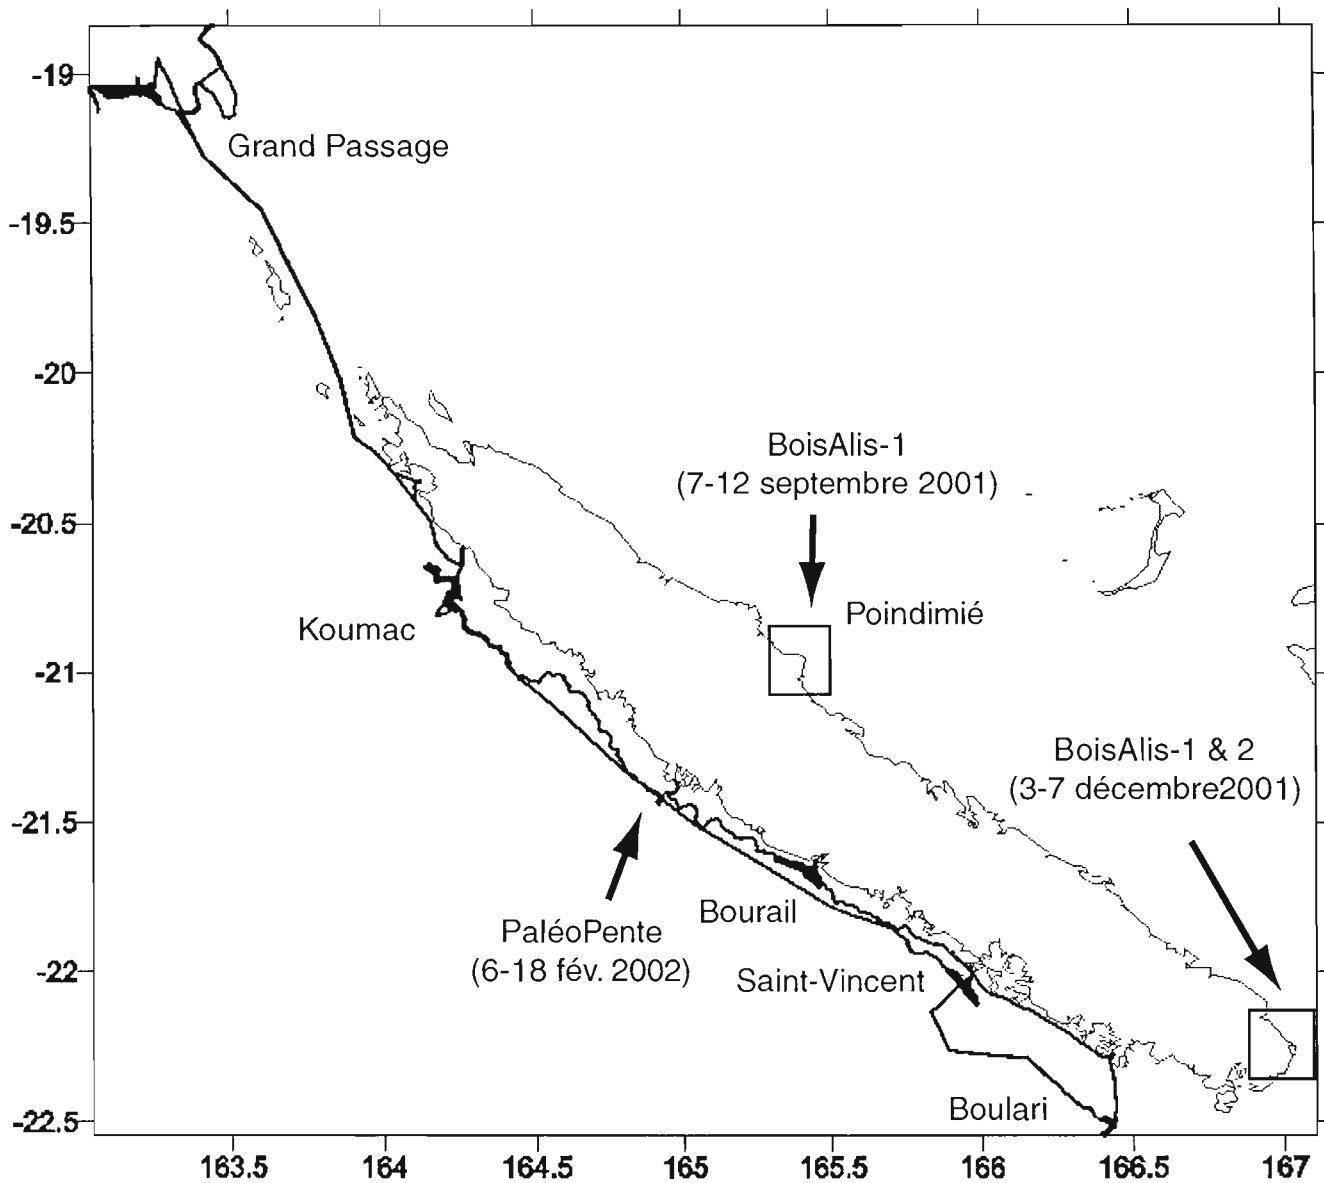 -19
Grand Passage
-19.5
-20
BoisAlis-1
(7-12 septembre 2001)
-20.5
Poindimié
Koumac
-21
BoisAlis-1 & 2
(3-7 décembre2001)
-21.5
Bourail
PaléoPente
(6-18 fév. 2002)
Saint-Vincent
-22
Boulari
-22.5
163.5 164 164.5 165 165.5 166 166.5 167